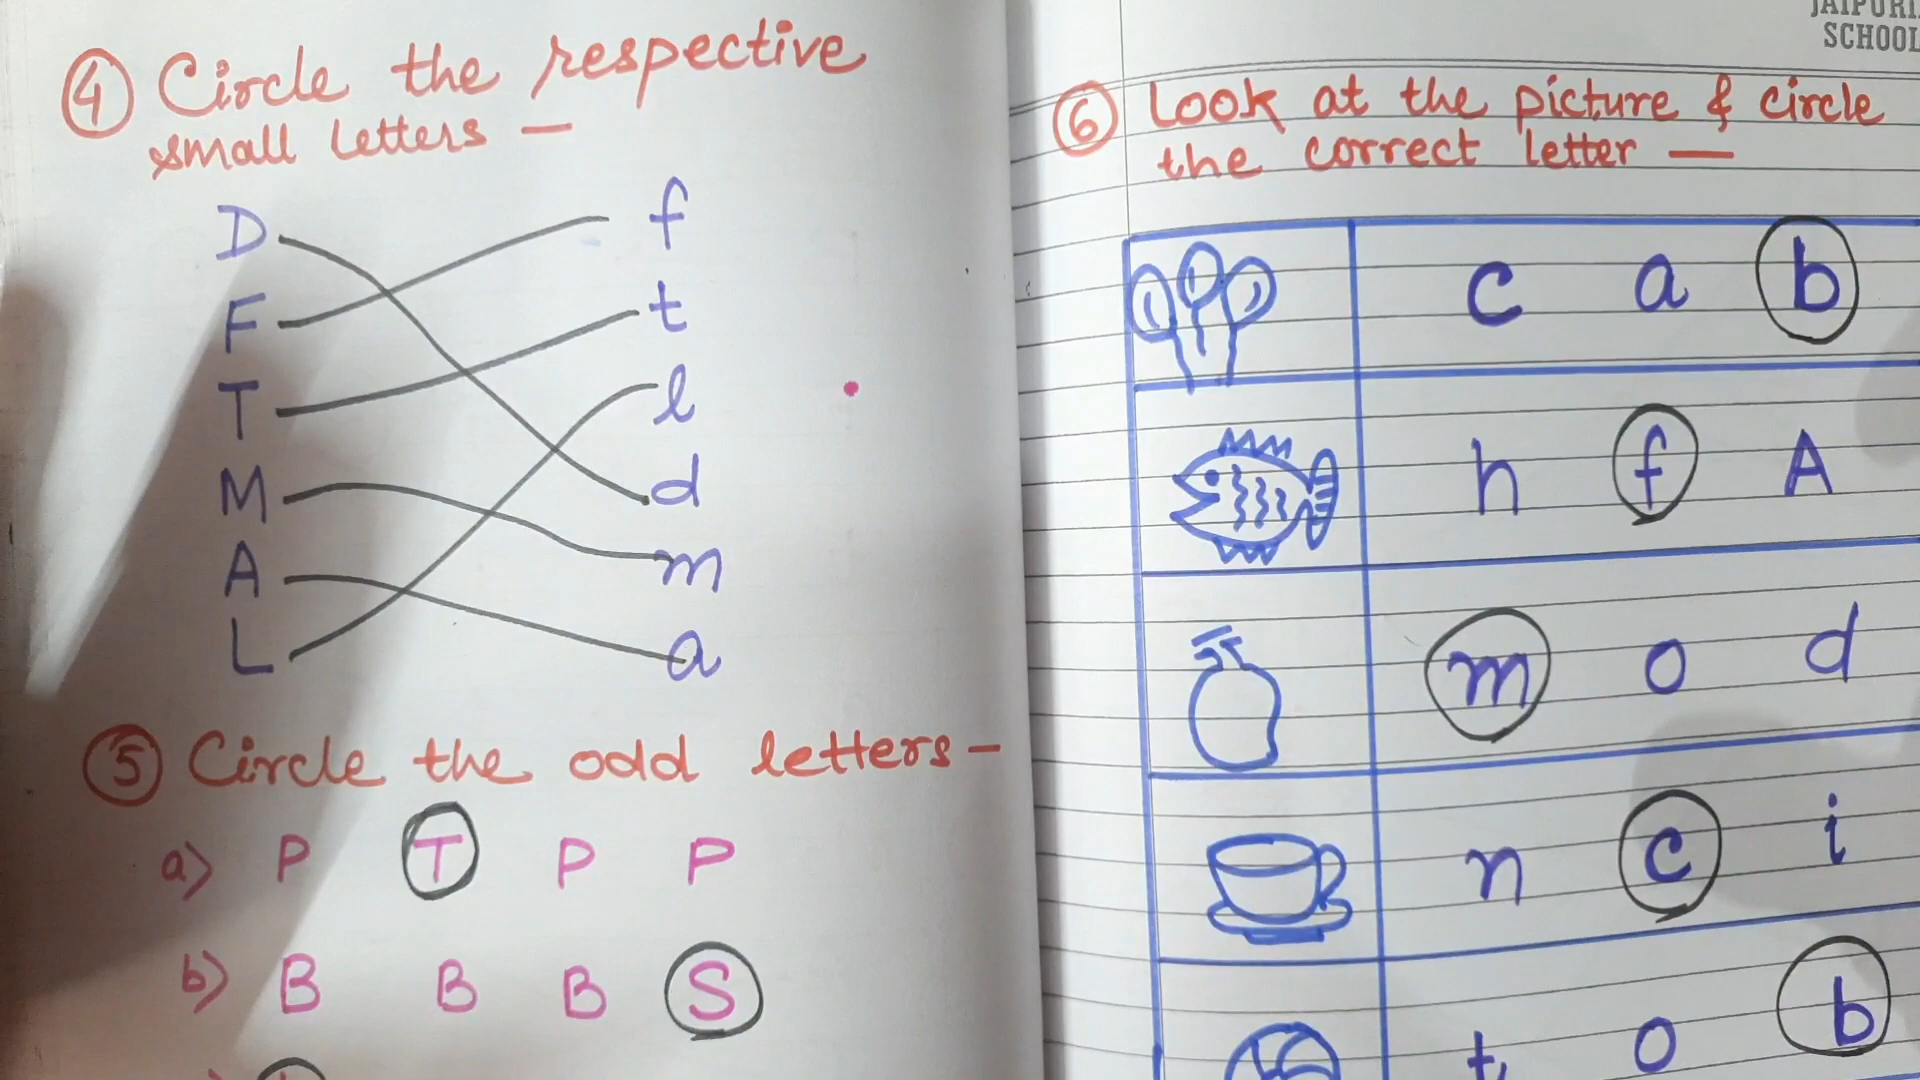 ④ Circle the respective
small letters —
D f
F t
T l
M d
A m
L a
⑤ Circle the odd letters -
a) P T P P
b) B B B S
SCHOOL
⑥ Look at the picture & circle
the correct letter —
c a b
h f A
m o d
n c i
t o b